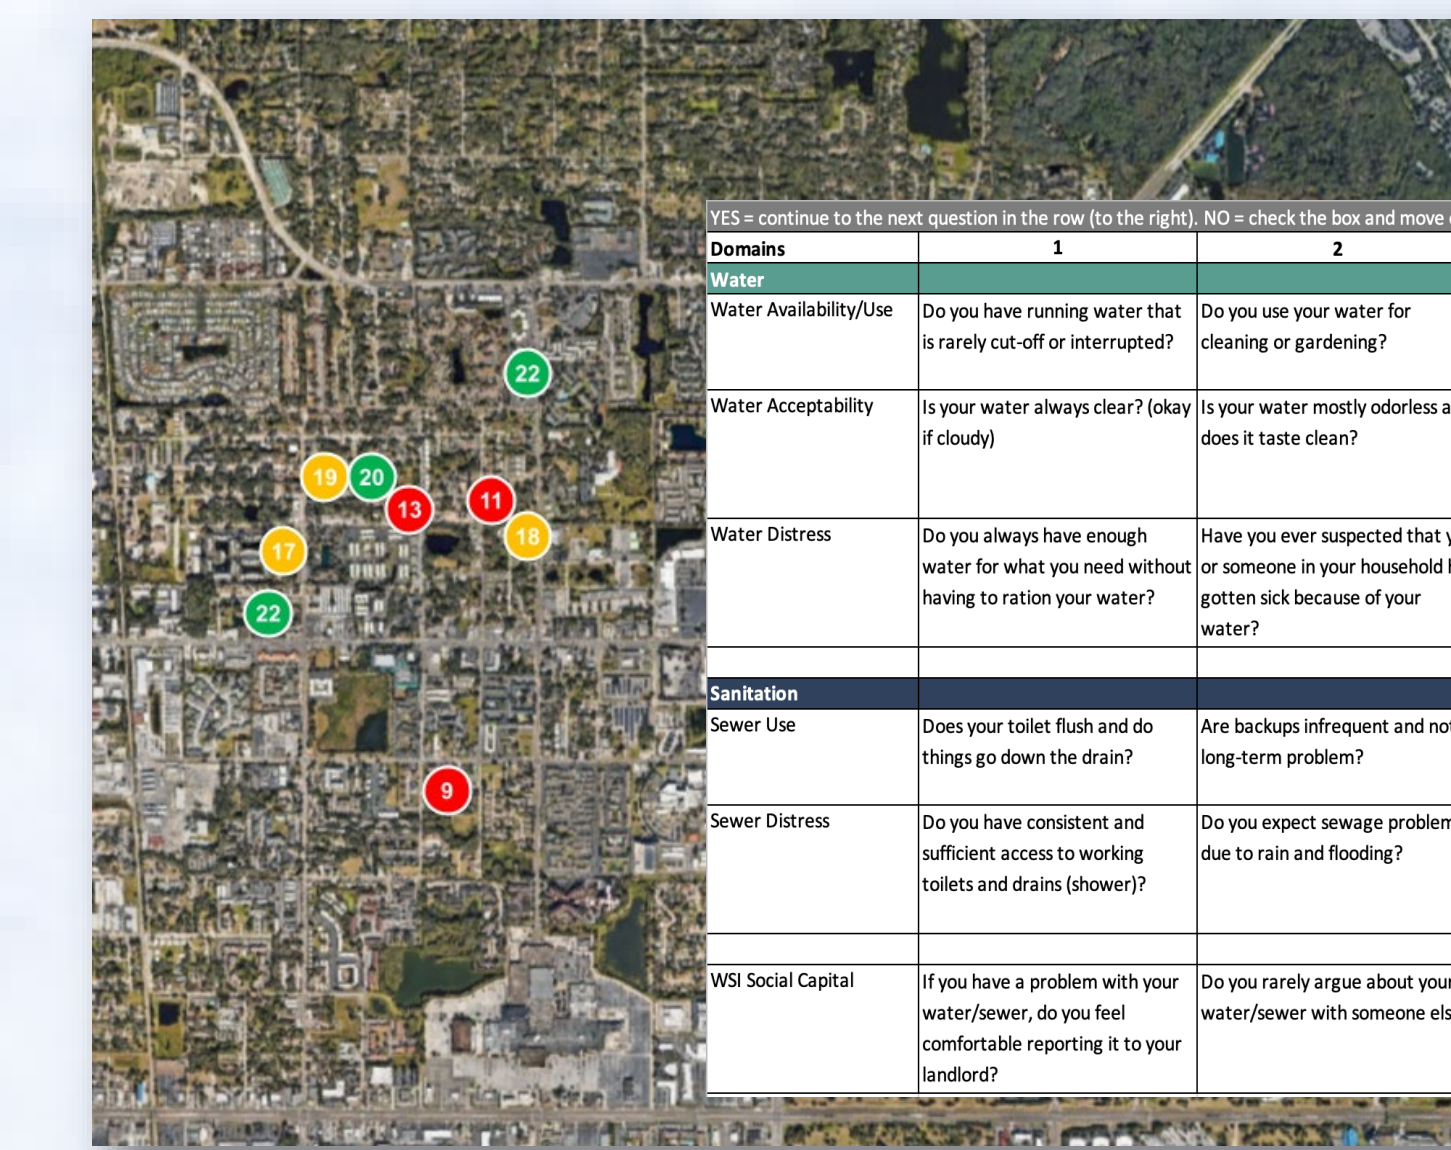 YES = continue to the next question in the row (to the right). NO = check the box and move
Domains 1 2
Water
Water Availability/Use
Do you have running water that
is rarely cut-off or interrupted?
Do you use your water for
cleaning or gardening?
Water Acceptability
Is your water always clear? (okay
if cloudy)
Is your water mostly odorless a
does it taste clean?
Water Distress
Do you always have enough
water for what you need without
having to ration your water?
Have you ever suspected that y
or someone in your household h
gotten sick because of your
water?
Sanitation
Sewer Use
Does your toilet flush and do
things go down the drain?
Are backups infrequent and not
long-term problem?
Sewer Distress
Do you have consistent and
sufficient access to working
toilets and drains (shower)?
Do you expect sewage problem
due to rain and flooding?
WSI Social Capital
If you have a problem with your
water/sewer, do you feel
comfortable reporting it to your
landlord?
Do you rarely argue about your
water/sewer with someone els
22
19
20
13
11
18
17
22
9